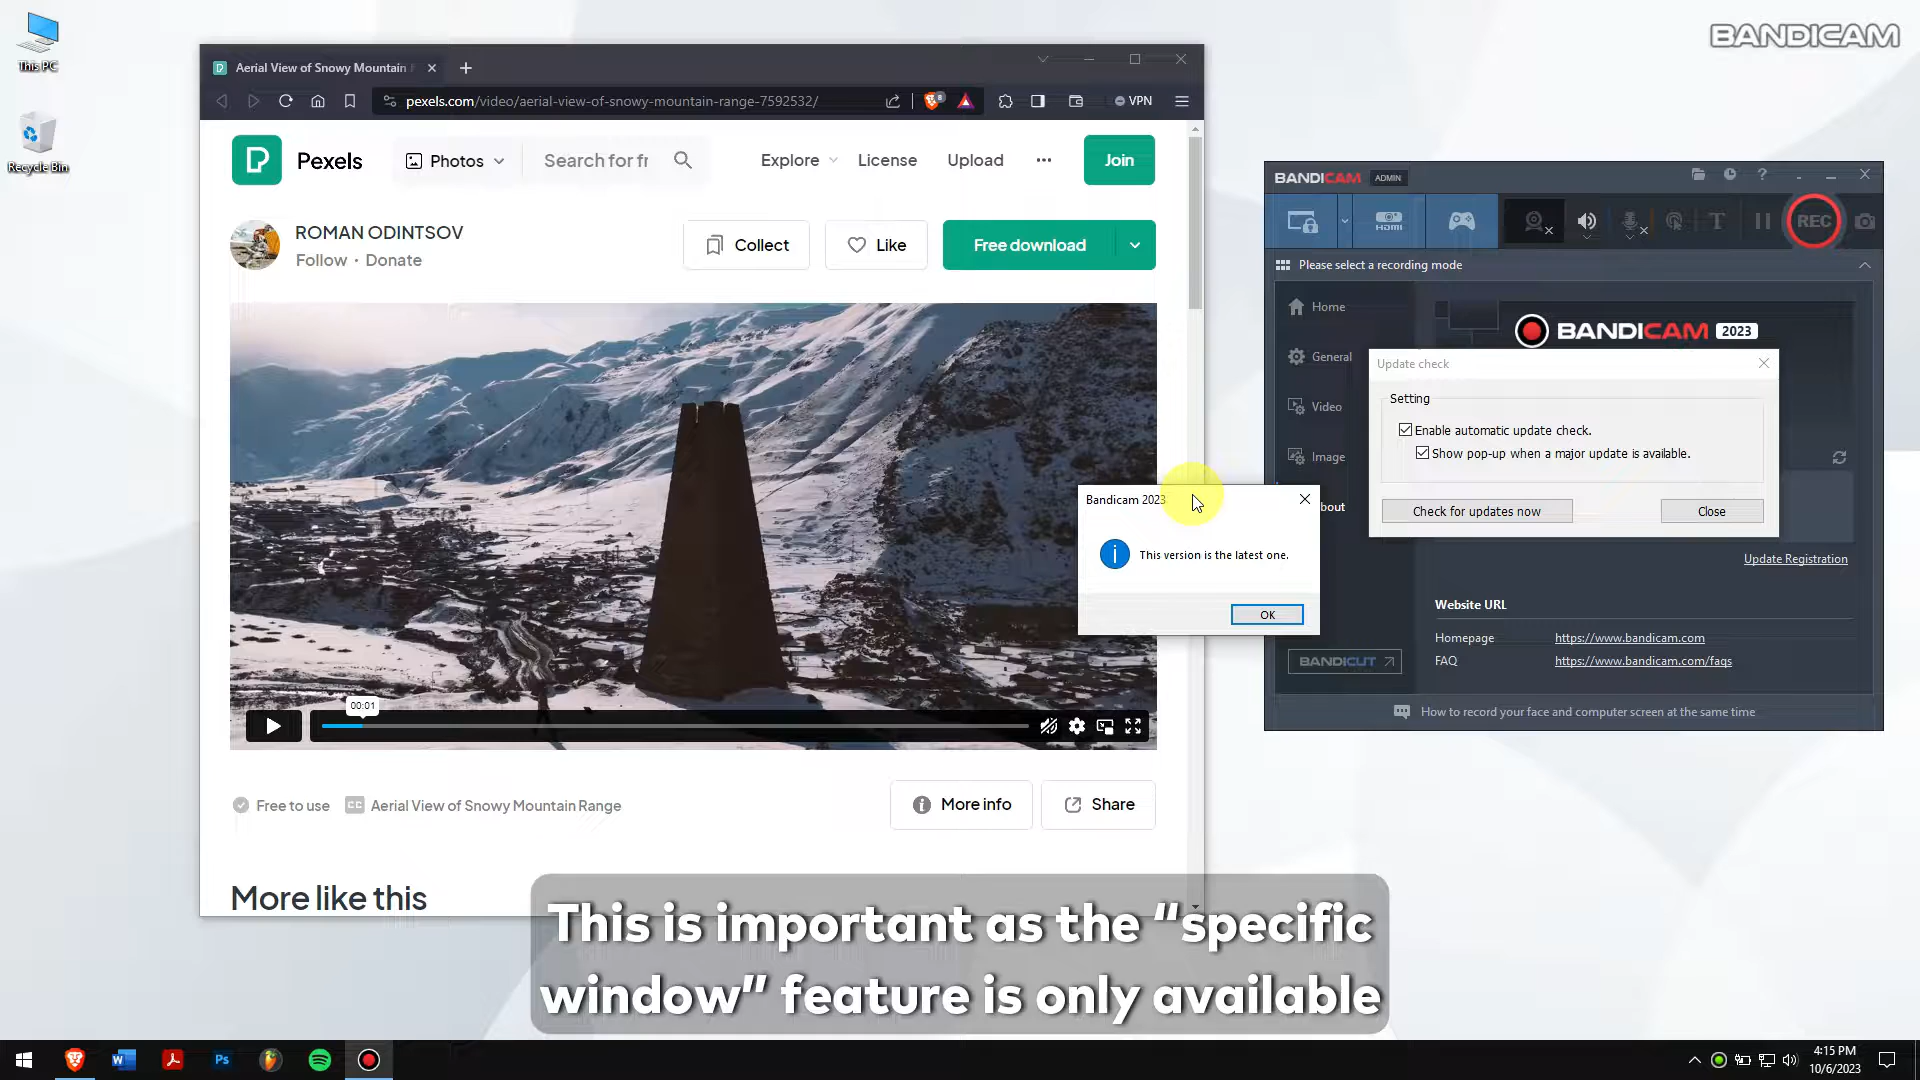 This PC
Recycle Bin
BANDICAM
Aerial View of Snowy Mountain
pexels.com/video/aerial-view-of-snowy-mountain-range-7592532/
8
VPN
Pexels
Photos
Search for fr
Explore
License
Upload
Join
ROMAN ODINTSOV
Follow • Donate
Collect
Like
Free download
00:01
Free to use
CC
Aerial View of Snowy Mountain Range
More info
Share
More like this
BANDICAM ADMIN
HDMI
T
REC
Please select a recording mode
Home
General
Video
Image
bout
BANDICUT
BANDICAM 2023
Update check
Setting
Enable automatic update check.
Show pop-up when a major update is available.
Check for updates now
Close
Update Registration
Website URL
Homepage
https://www.bandicam.com
FAQ
https://www.bandicam.com/faqs
How to record your face and computer screen at the same time
Bandicam 2023
This version is the latest one.
OK
This is important as the “specific
window” feature is only available
W
Ps
4:15 PM
10/6/2023